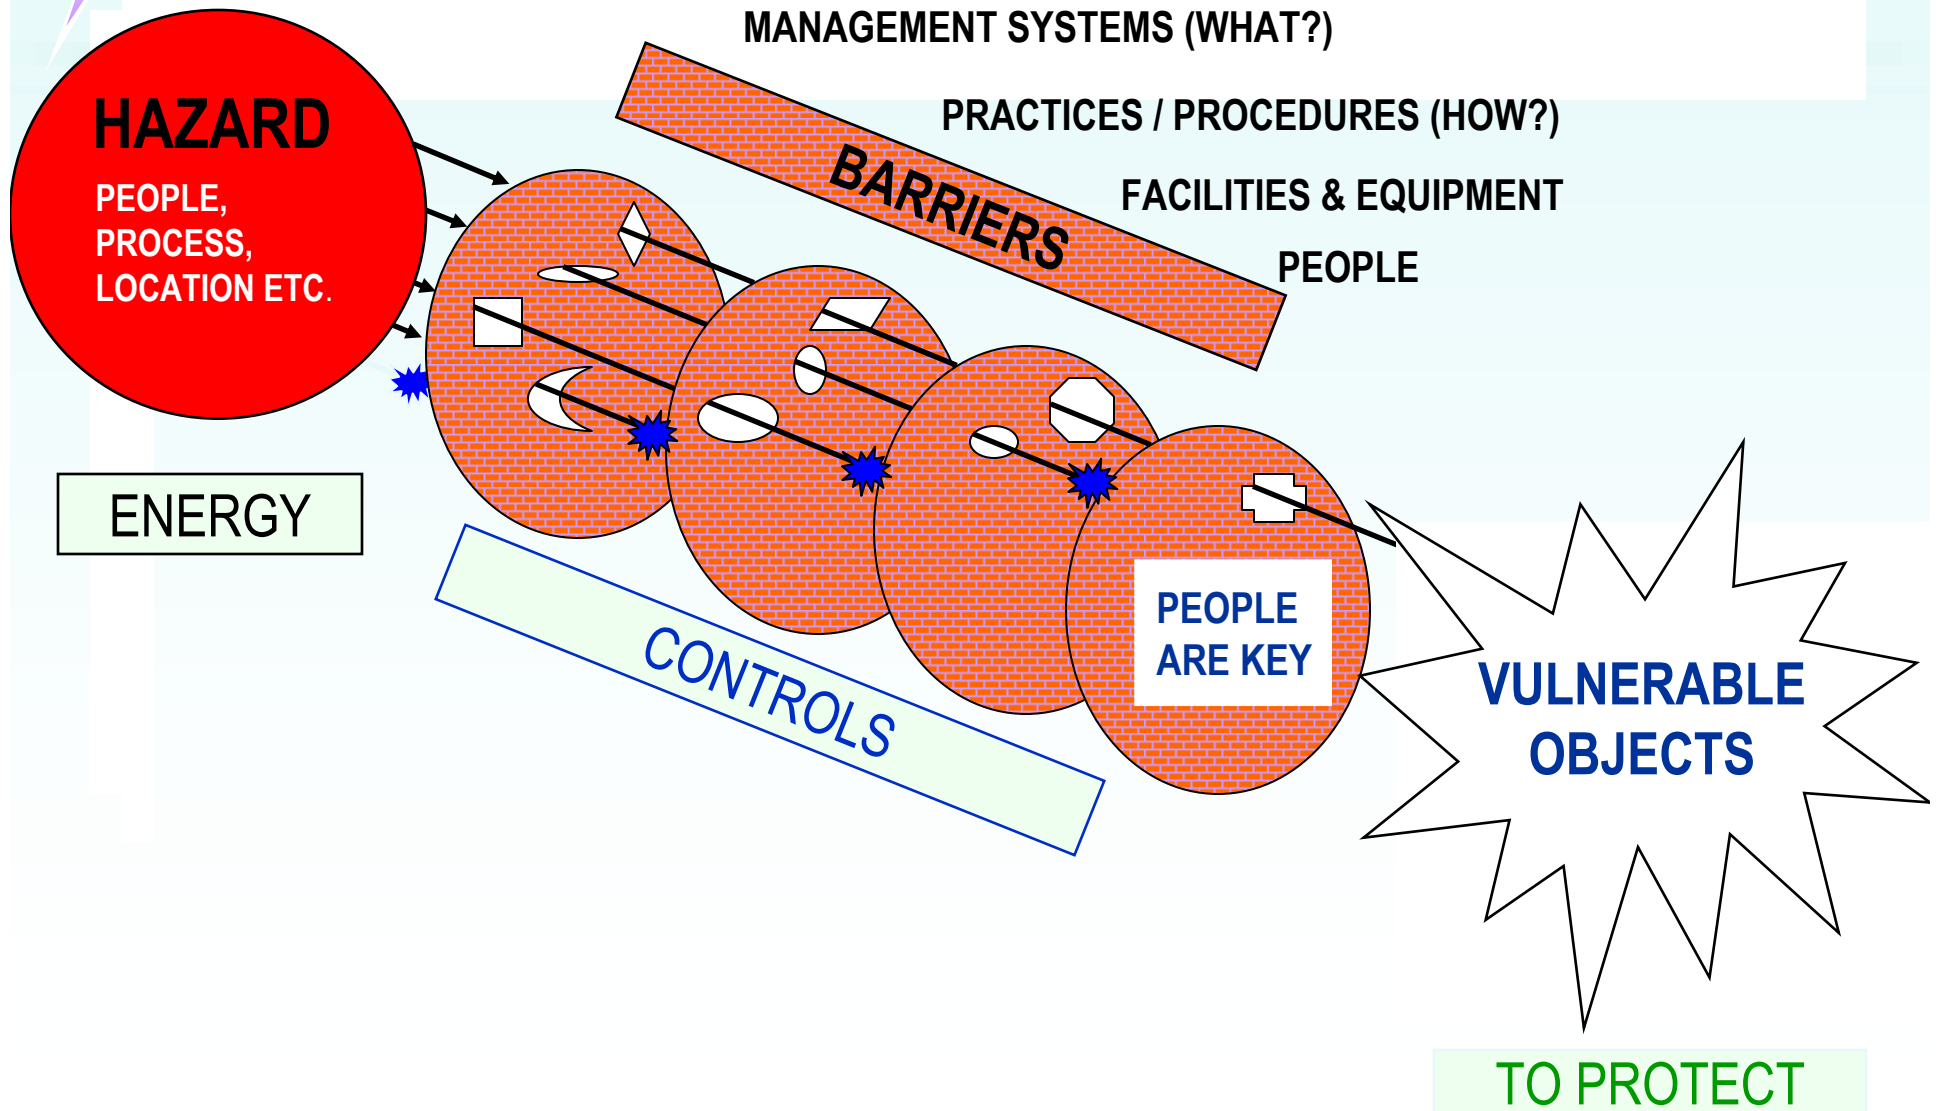 MANAGEMENT SYSTEMS (WHAT?)
HAZARD
PEOPLE,
PROCESS,
LOCATION ETC.
PRACTICES / PROCEDURES (HOW?)
BARRIERS
FACILITIES & EQUIPMENT
PEOPLE
ENERGY
CONTROLS
PEOPLE
ARE KEY
VULNERABLE
OBJECTS
TO PROTECT